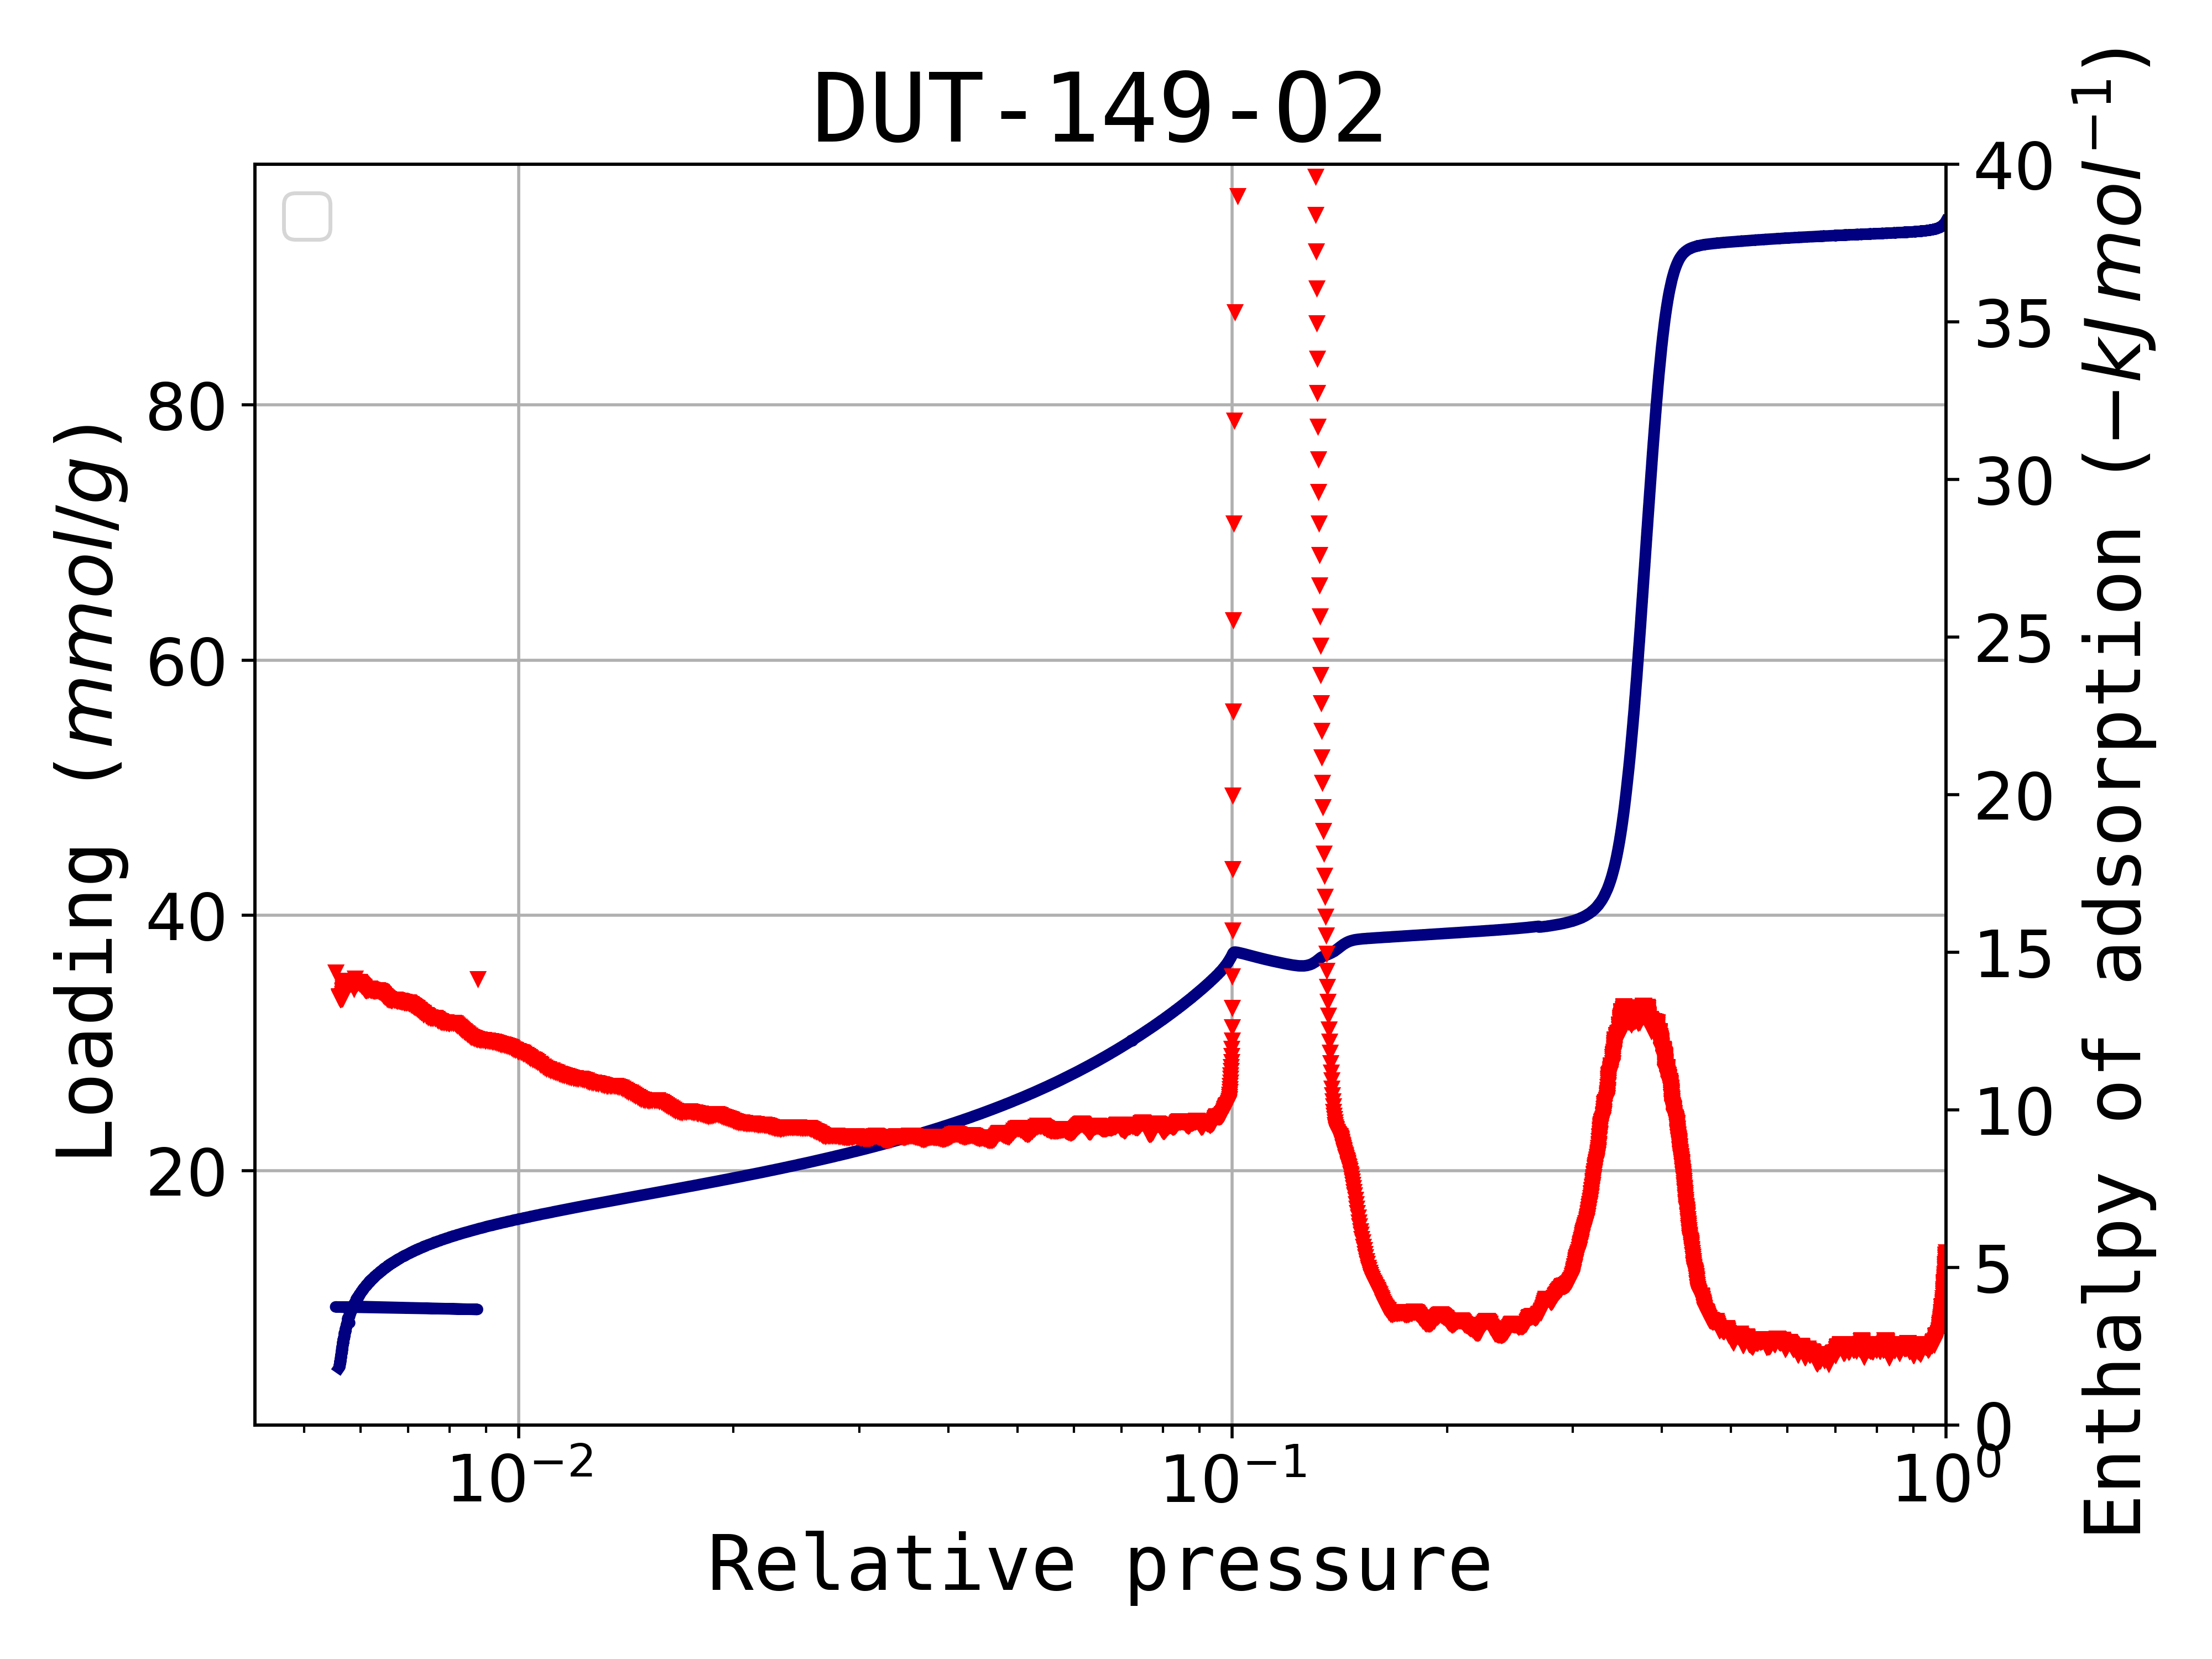 DUT-149-O2
Loading (mmol/g)
80
60
40
20
40
35
30
25
20
15
10
5
0
Enthalpy of adsorption (−kJ mol⁻¹)
10⁻² 10⁻¹ 10⁰
Relative pressure